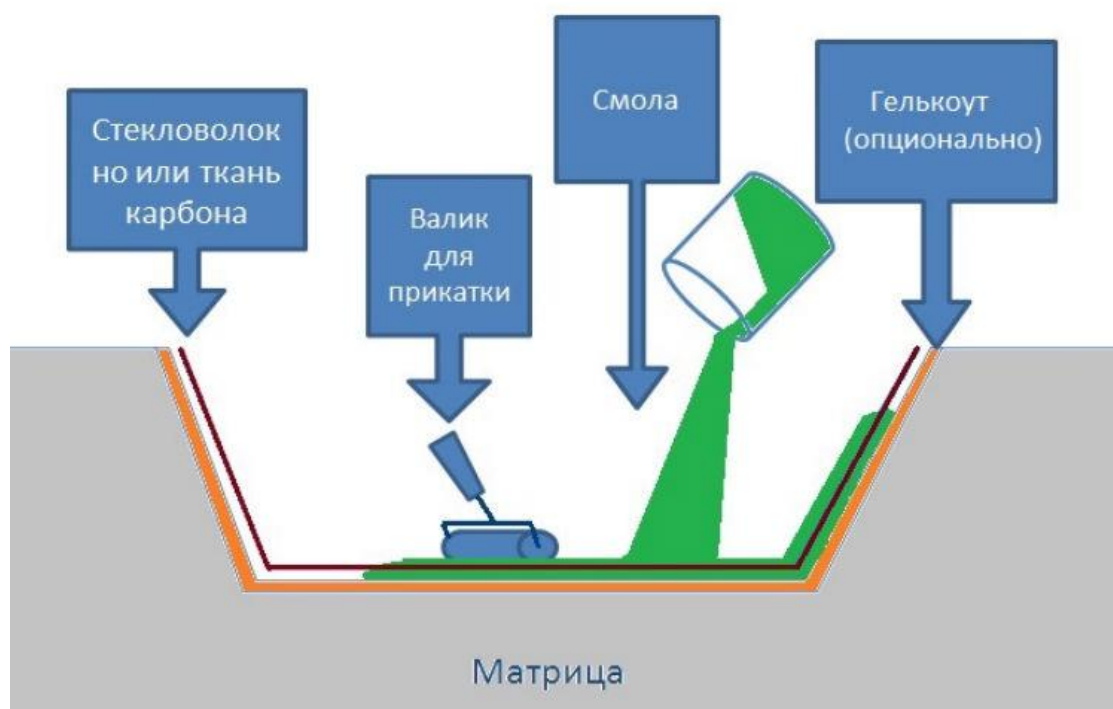 Стекловолок
но или ткань
карбона
Валик
для
прикатки
Смола
Гелькоут
(опционально)
Матрица